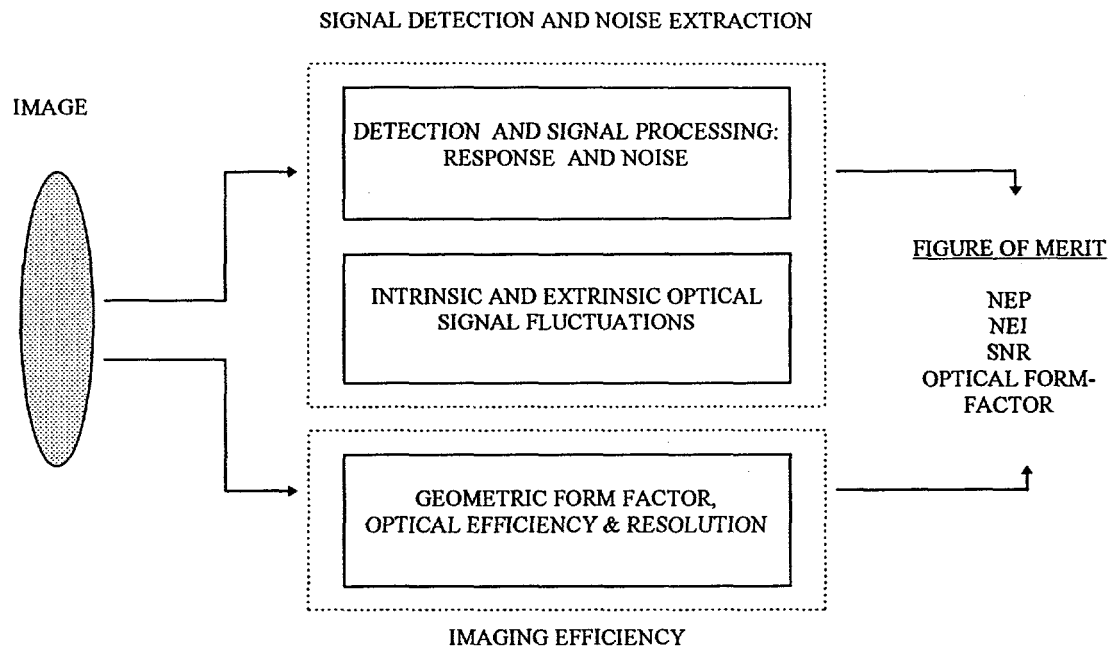 SIGNAL DETECTION AND NOISE EXTRACTION
IMAGE
DETECTION AND SIGNAL PROCESSING:
RESPONSE AND NOISE
INTRINSIC AND EXTRINSIC OPTICAL
SIGNAL FLUCTUATIONS
FIGURE OF MERIT
NEP
NEI
SNR
OPTICAL FORM-
FACTOR
GEOMETRIC FORM FACTOR,
OPTICAL EFFICIENCY & RESOLUTION
IMAGING EFFICIENCY